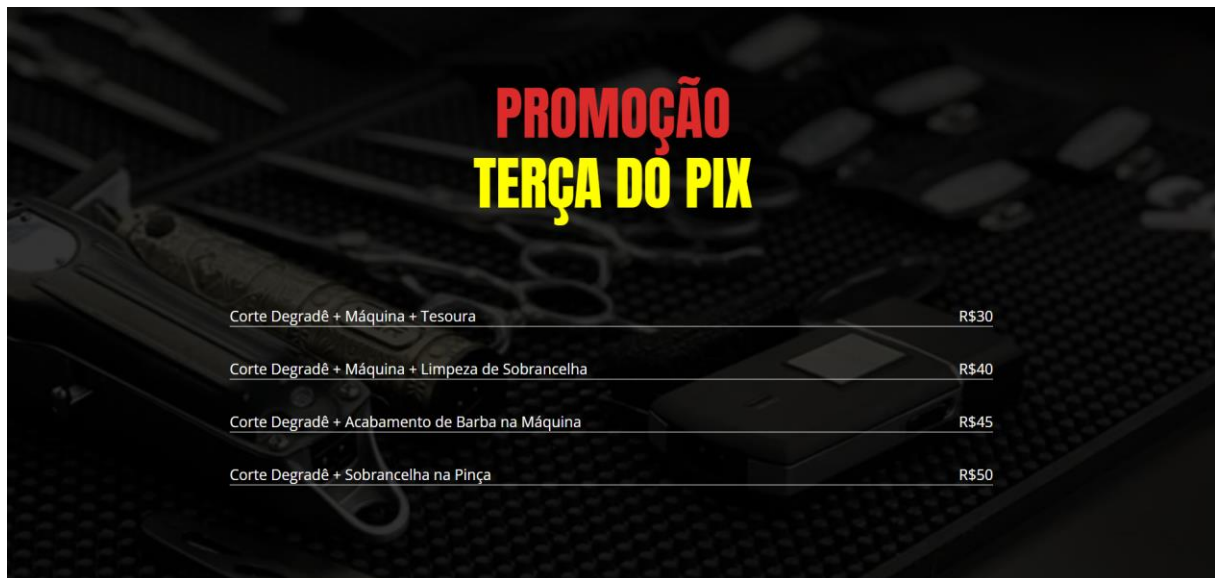 PROMOÇÃO
TERÇA DO PIX
Corte Degradê + Máquina + Tesoura R$30
Corte Degradê + Máquina + Limpeza de Sobrancelha R$40
Corte Degradê + Acabamento de Barba na Máquina R$45
Corte Degradê + Sobrancelha na Pinça R$50